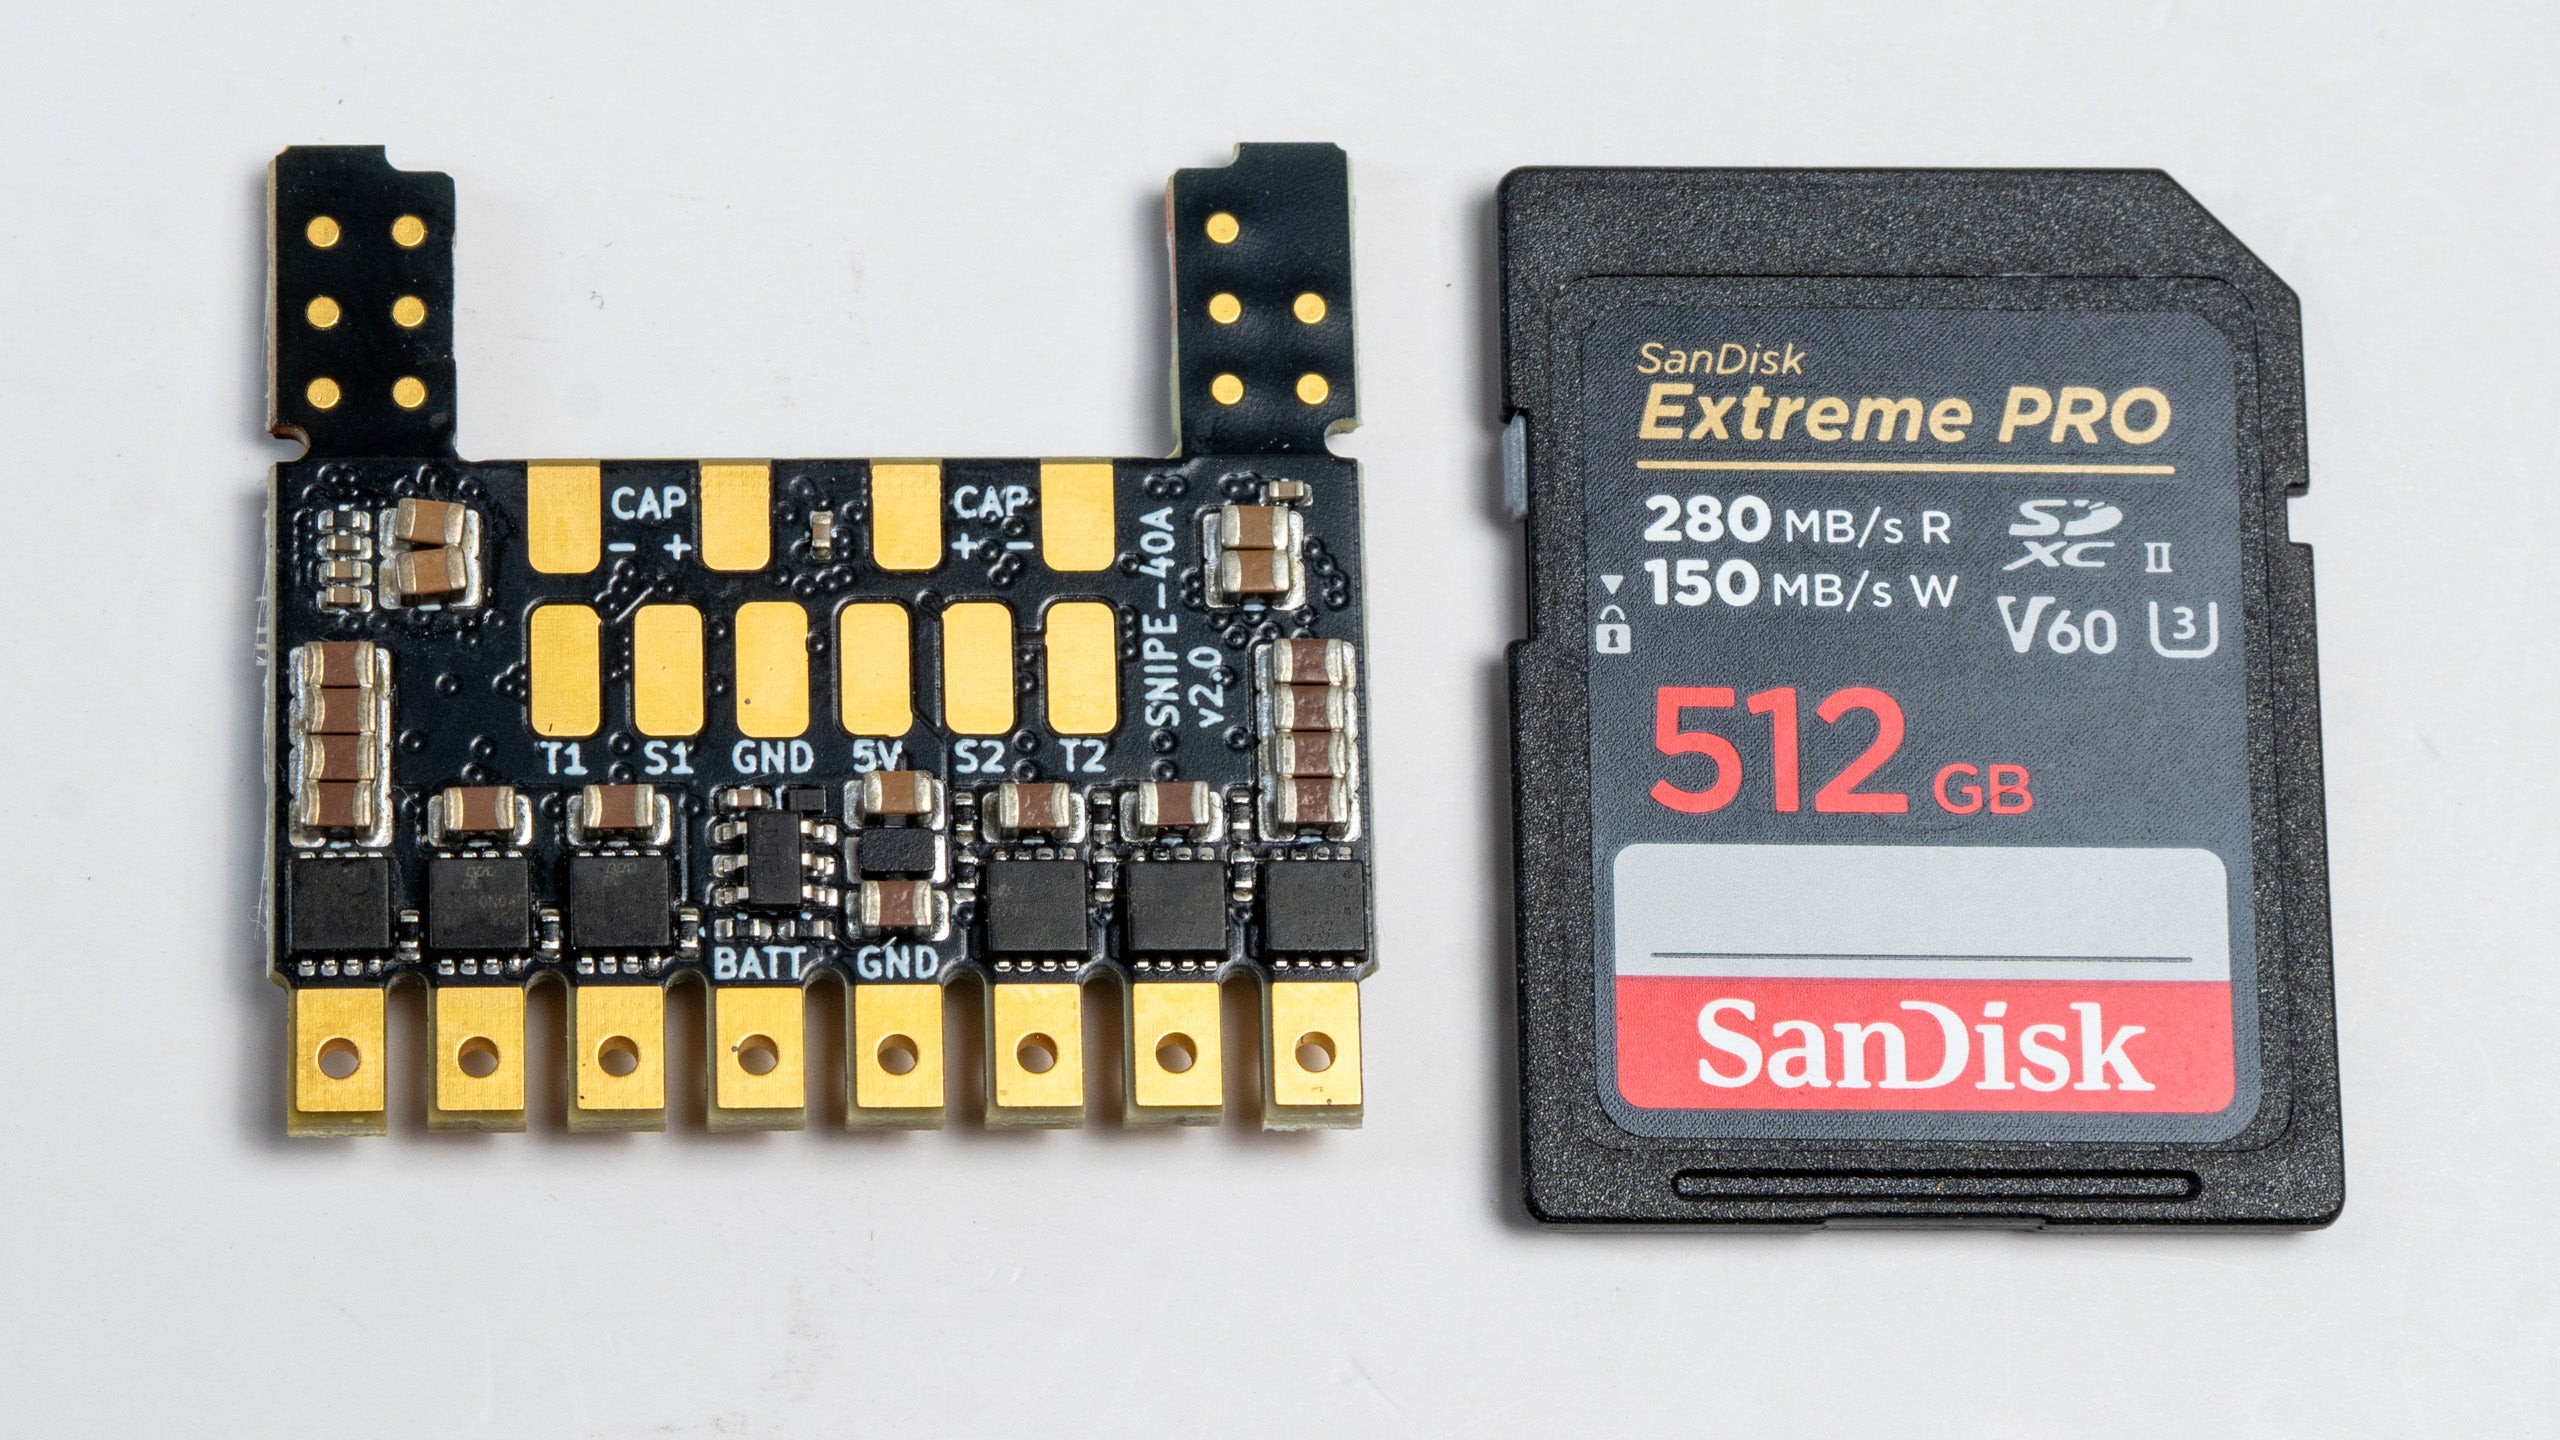 CAP
- +
CAP
+ -
SNIPE-40A
v2.0
T1 S1 GND 5V S2 T2
BATT GND
SanDisk
Extreme PRO
280 MB/s R
150 MB/s W
SD
XC II
V60 3
512 GB
SanDisk